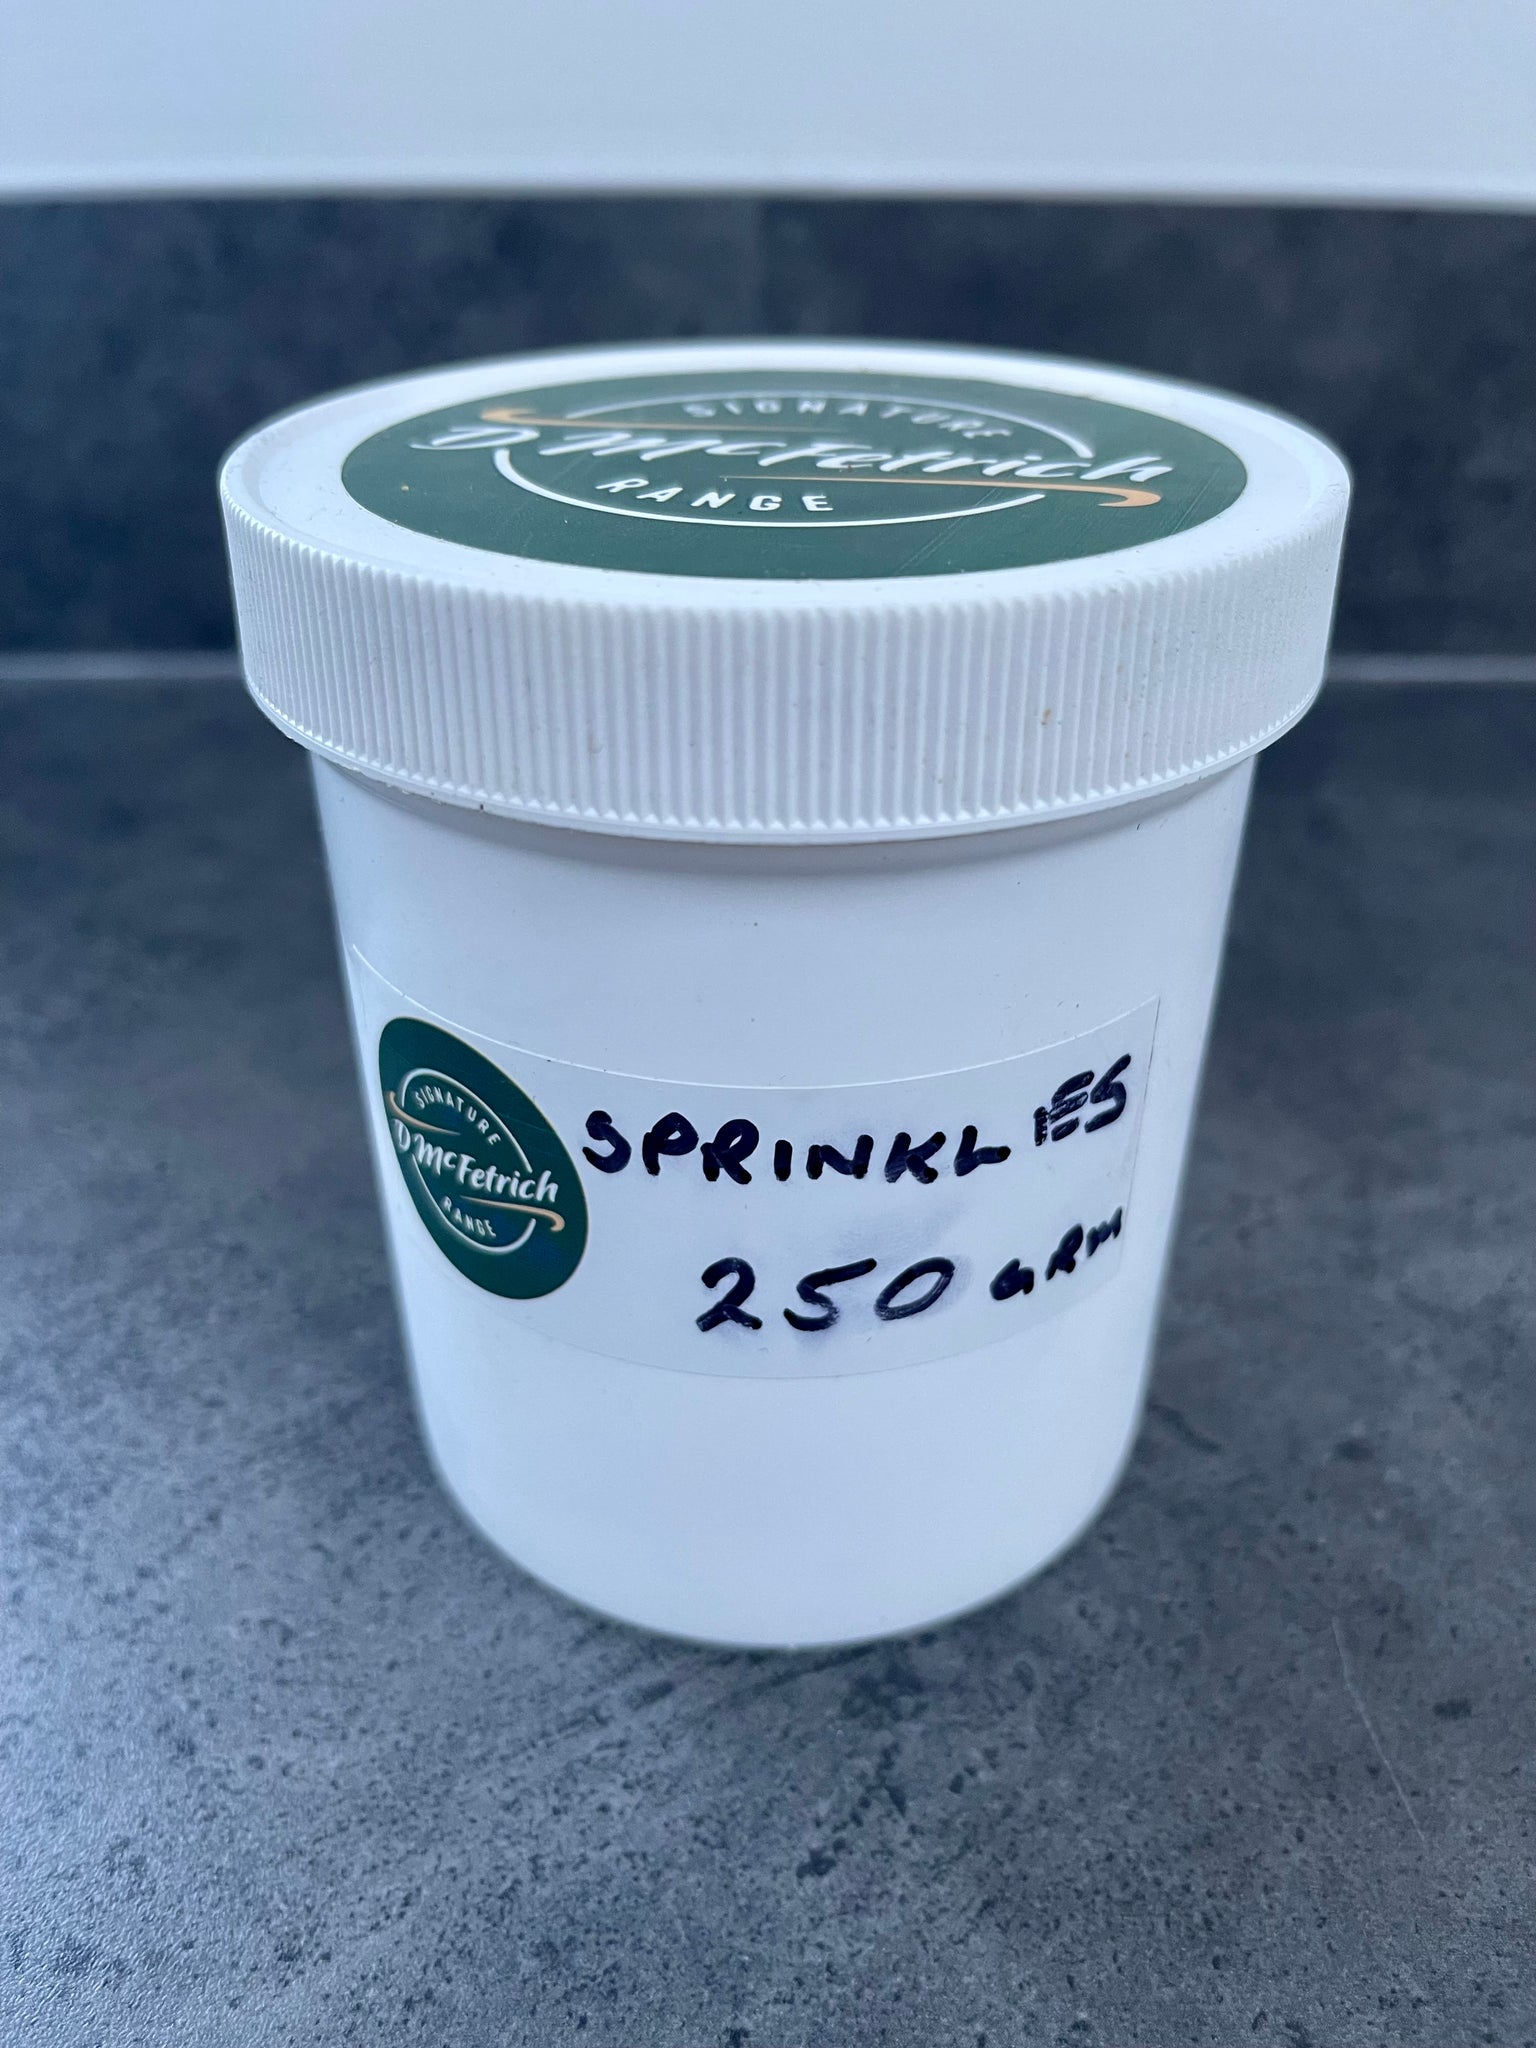 SIGNATURE
D McFetrich
RANGE
SIGNATURE
D McFetrich
RANGE
SPRINKLES
250 GRM